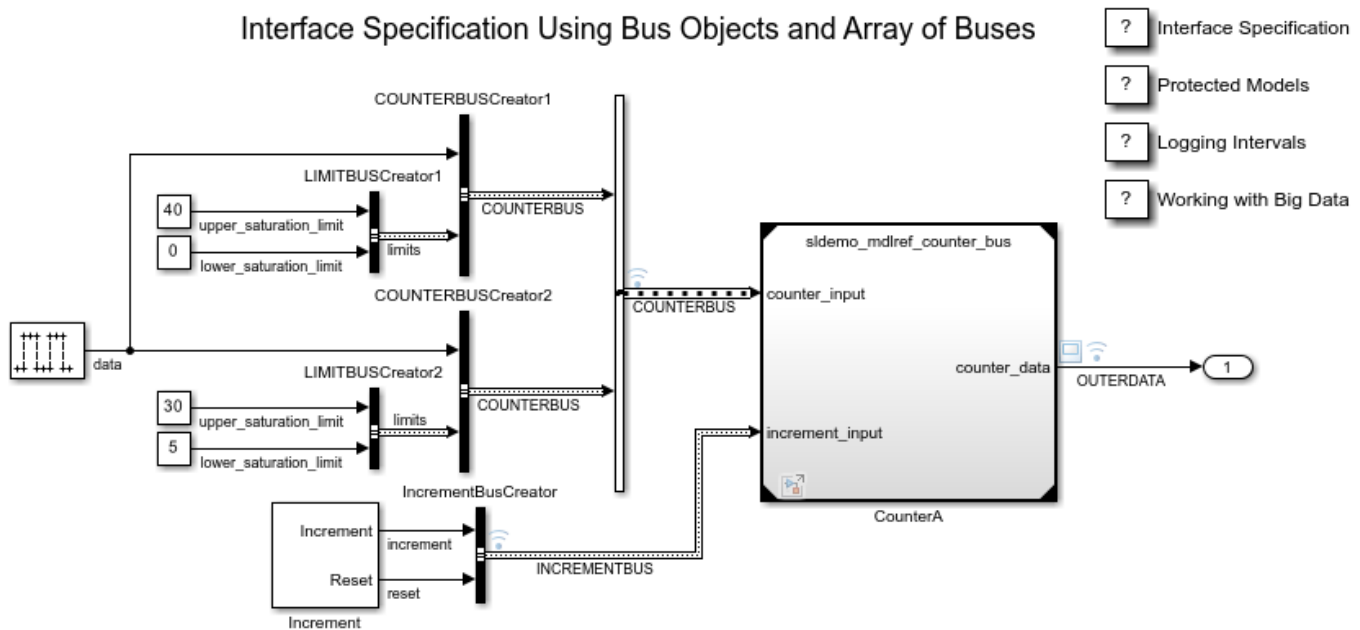 Interface Specification Using Bus Objects and Array of Buses
? Interface Specification
? Protected Models
? Logging Intervals
? Working with Big Data
COUNTERBUSCreator1
LIMITBUSCreator1
40
upper_saturation_limit
0
lower_saturation_limit
limits
COUNTERBUS
COUNTERBUSCreator2
data
LIMITBUSCreator2
30
upper_saturation_limit
5
lower_saturation_limit
limits
COUNTERBUS
COUNTERBUS
sldemo_mdlref_counter_bus
counter_input
counter_data
increment_input
CounterA
OUTERDATA
1
IncrementBusCreator
Increment
increment
Reset
reset
Increment
INCREMENTBUS